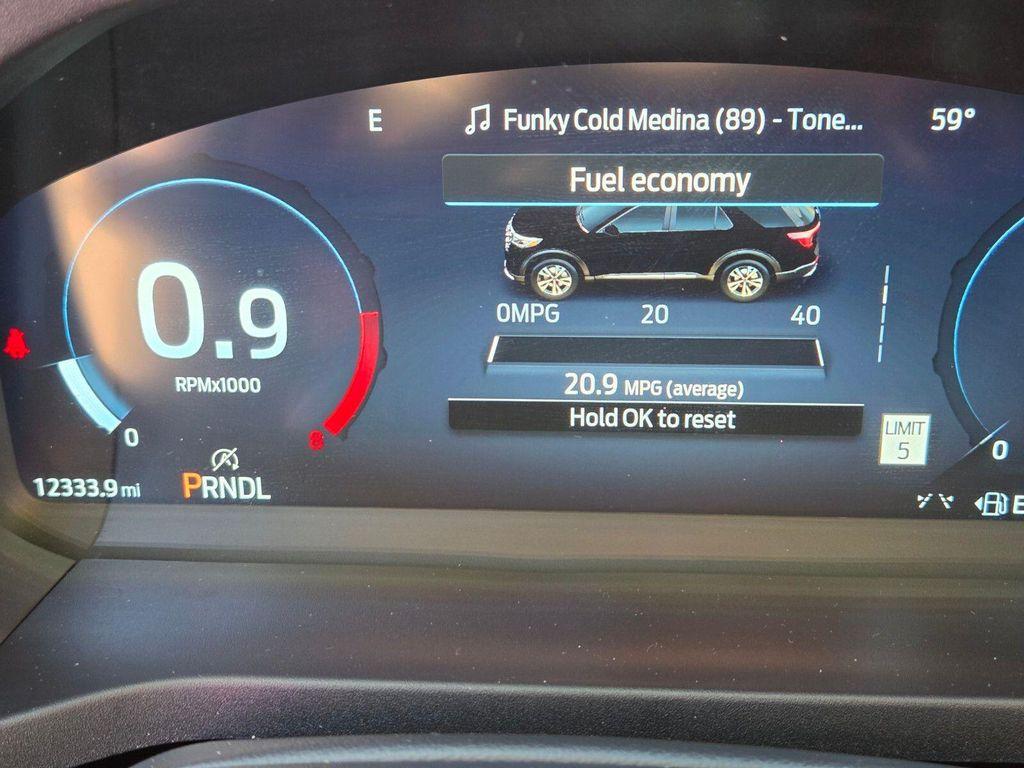 E
Funky Cold Medina (89) - Tone...
59°
Fuel economy
0MPG 20 40
0.9
RPMx1000
20.9 MPG (average)
Hold OK to reset
LIMIT
5
0
8
0
12333.9 mi
PRNDL
E